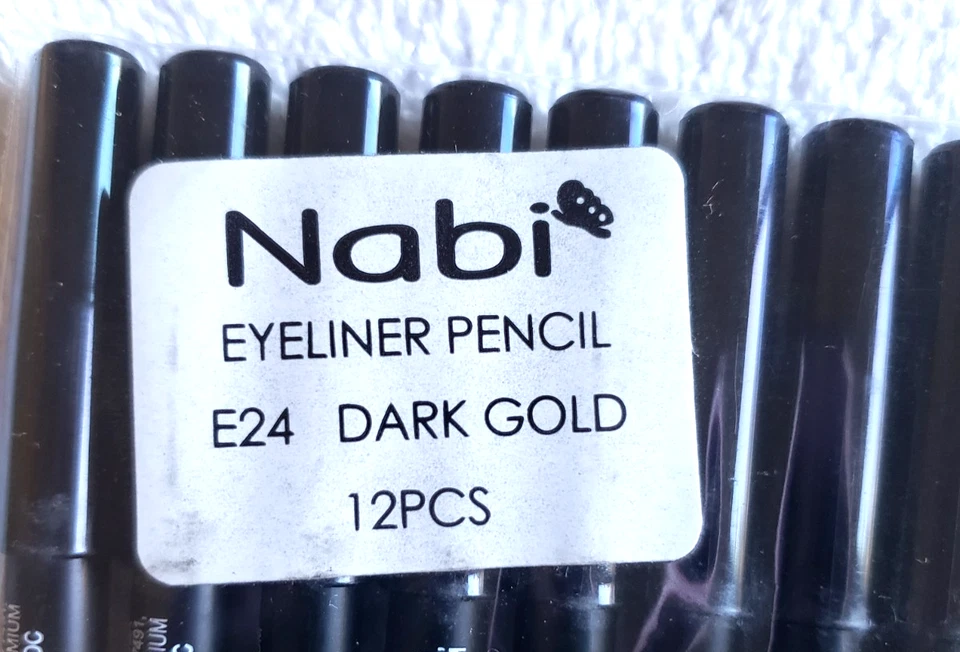 Nabi
EYELINER PENCIL
E24 DARK GOLD
12PCS